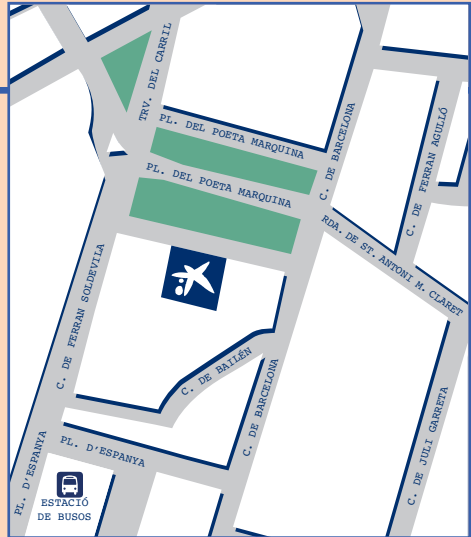 TRV. DEL CARRIL
PL. DEL POETA MARQUINA
PL. DEL POETA MARQUINA
C. DE BARCELONA
C. DE FERRAN AGULLÓ
RDA. DE ST. ANTONI M. CLARET
C. DE FERRAN SOLDEVILA
C. DE BAILÉN
C. DE BARCELONA
C. DE JULI GARRETA
PL. D'ESPANYA
PL. D'ESPANYA
ESTACIÓ
DE BUSOS